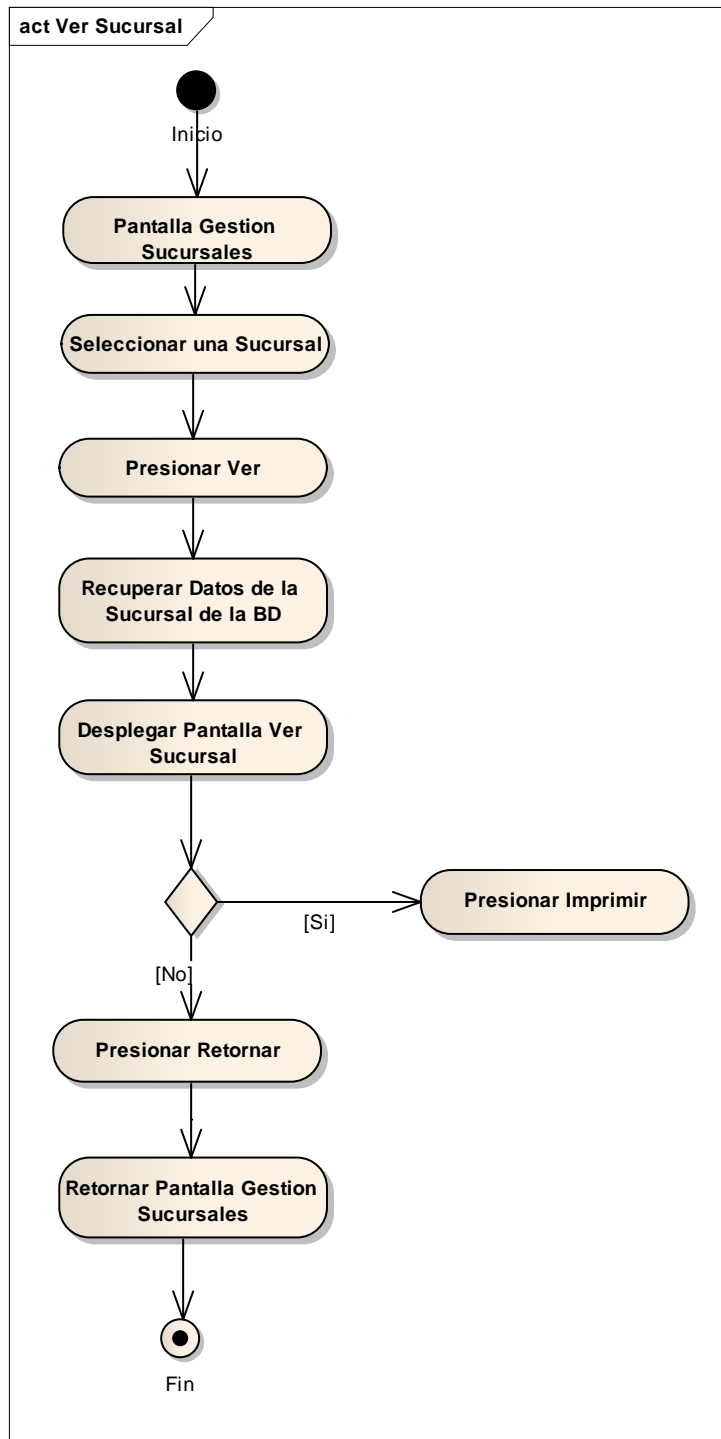 act Ver Sucursal
Inicio
Pantalla Gestion
Sucursales
Seleccionar una Sucursal
Presionar Ver
Recuperar Datos de la
Sucursal de la BD
Desplegar Pantalla Ver
Sucursal
Presionar Imprimir
[Si]
[No]
Presionar Retornar
Retornar Pantalla Gestion
Sucursales
Fin